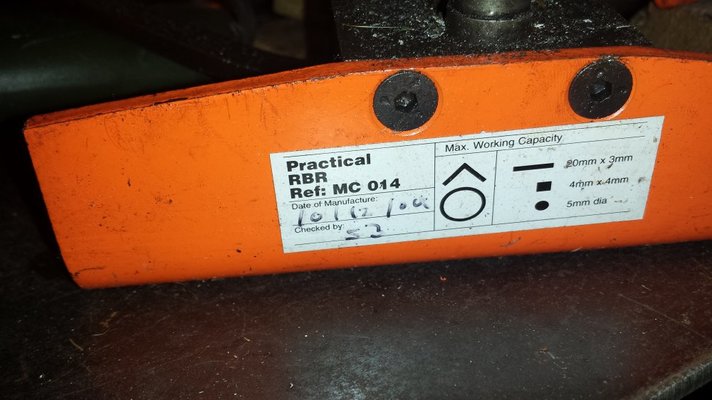 Practical
RBR
Ref: MC 014
Date of Manufacture:
Checked by:
Max. Working Capacity
20mm x 3mm
4mm x 4mm
5mm dia